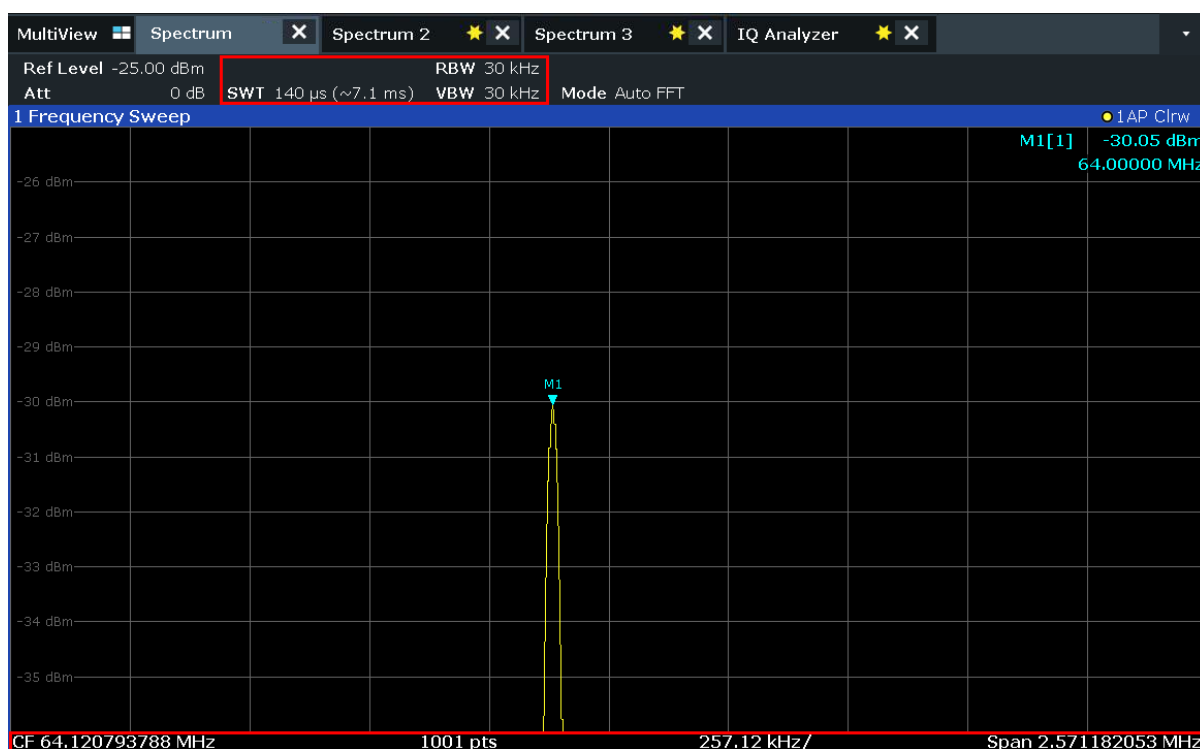 MultiView Spectrum Spectrum 2 Spectrum 3 IQ Analyzer
Ref Level -25.00 dBm RBW 30 kHz
Att 0 dB SWT 140 µs (~7.1 ms) VBW 30 kHz Mode Auto FFT
1 Frequency Sweep 1AP Clrw
M1[1] -30.05 dBm
64.00000 MHz
-26 dBm
-27 dBm
-28 dBm
-29 dBm
M1
-30 dBm
-31 dBm
-32 dBm
-33 dBm
-34 dBm
-35 dBm
CF 64.120793788 MHz 1001 pts 257.12 kHz/ Span 2.571182053 MHz